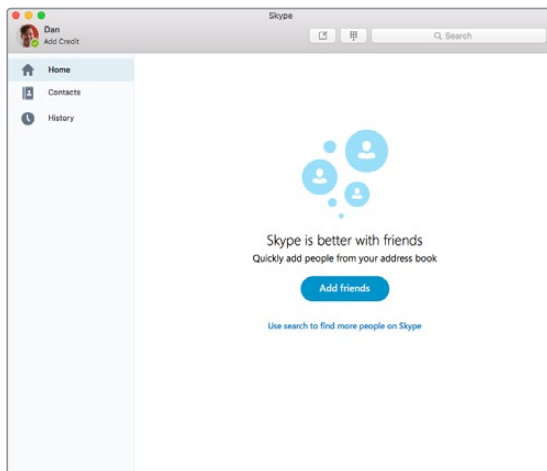 Skype
Dan
Add Credit
Search
Home
Contacts
History
Skype is better with friends
Quickly add people from your address book
Add friends
Use search to find more people on Skype